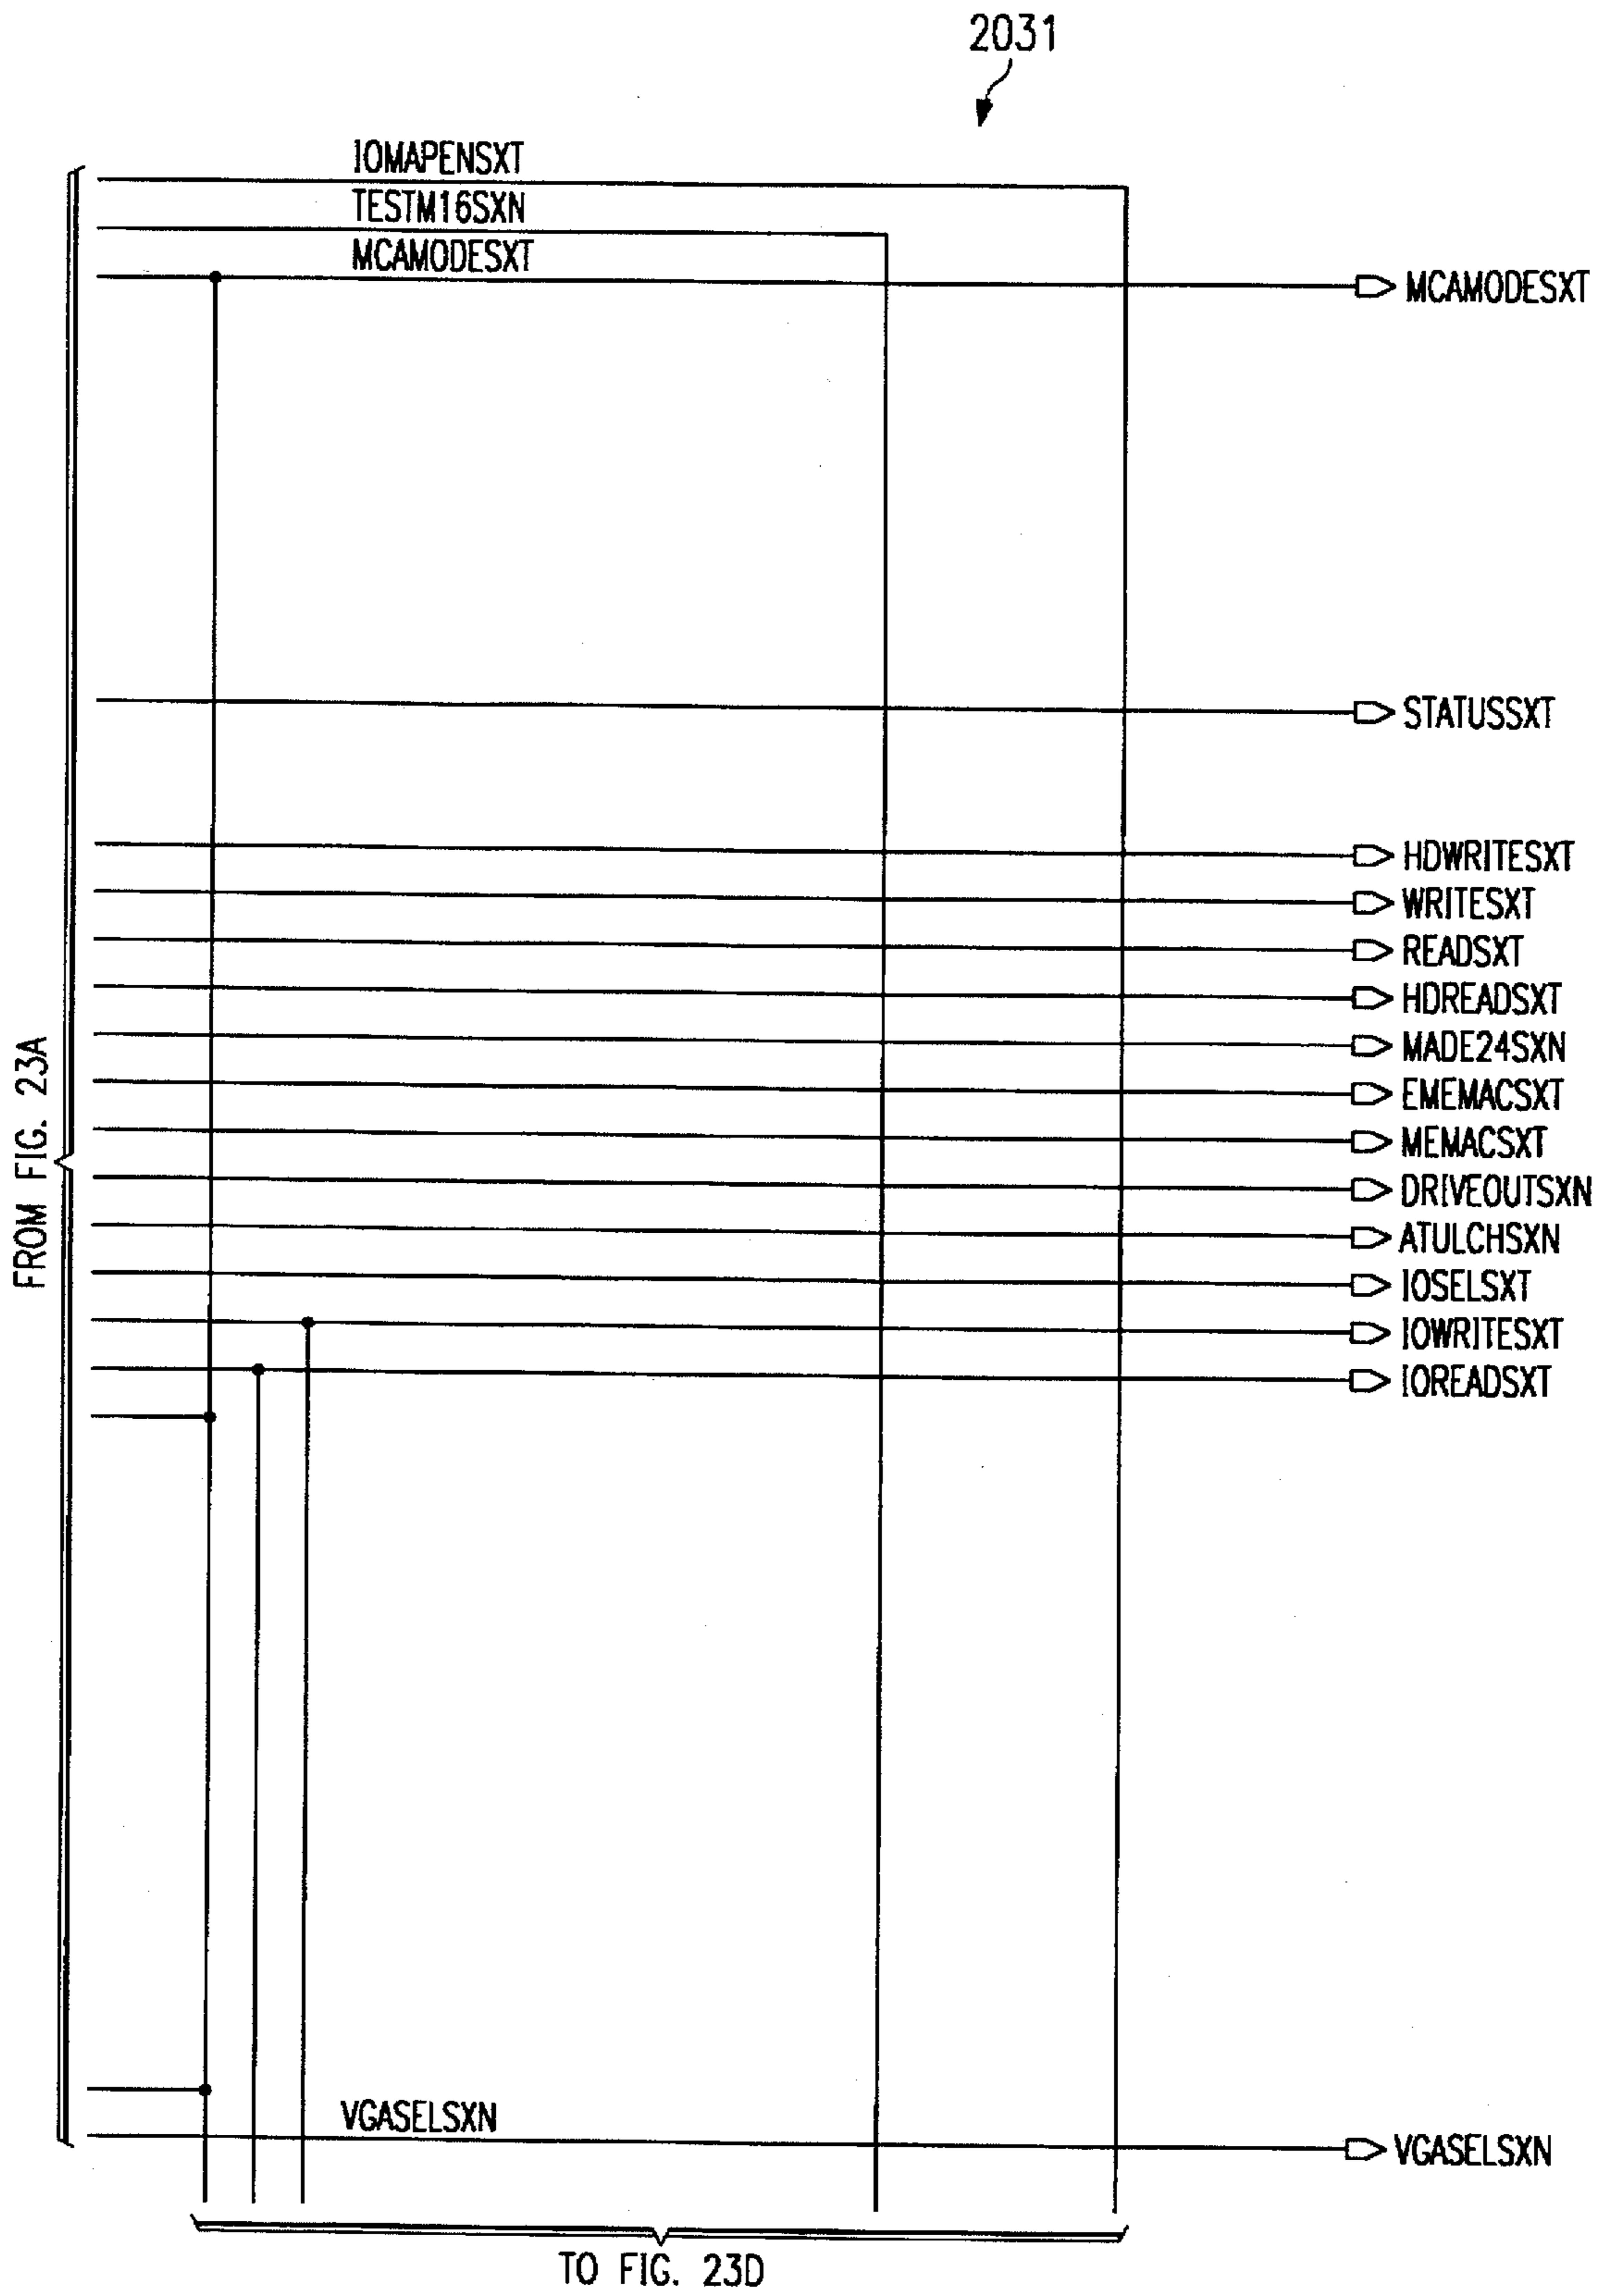 2031
IOMAPENSXT
TESTM16SXN
MCAMODESXT
MCAMODESXT
STATUSSXT
HDWRITESXT
WRITESXT
READSXT
HDREADSXT
MADE24SXN
EMEMACSXT
MEMACSXT
DRIVEOUTSXN
ATULCHSXN
IOSELSXT
IOWRITESXT
IOREADSXT
FROM FIG. 23A
VGASELSXN
VGASELSXN
TO FIG. 23D